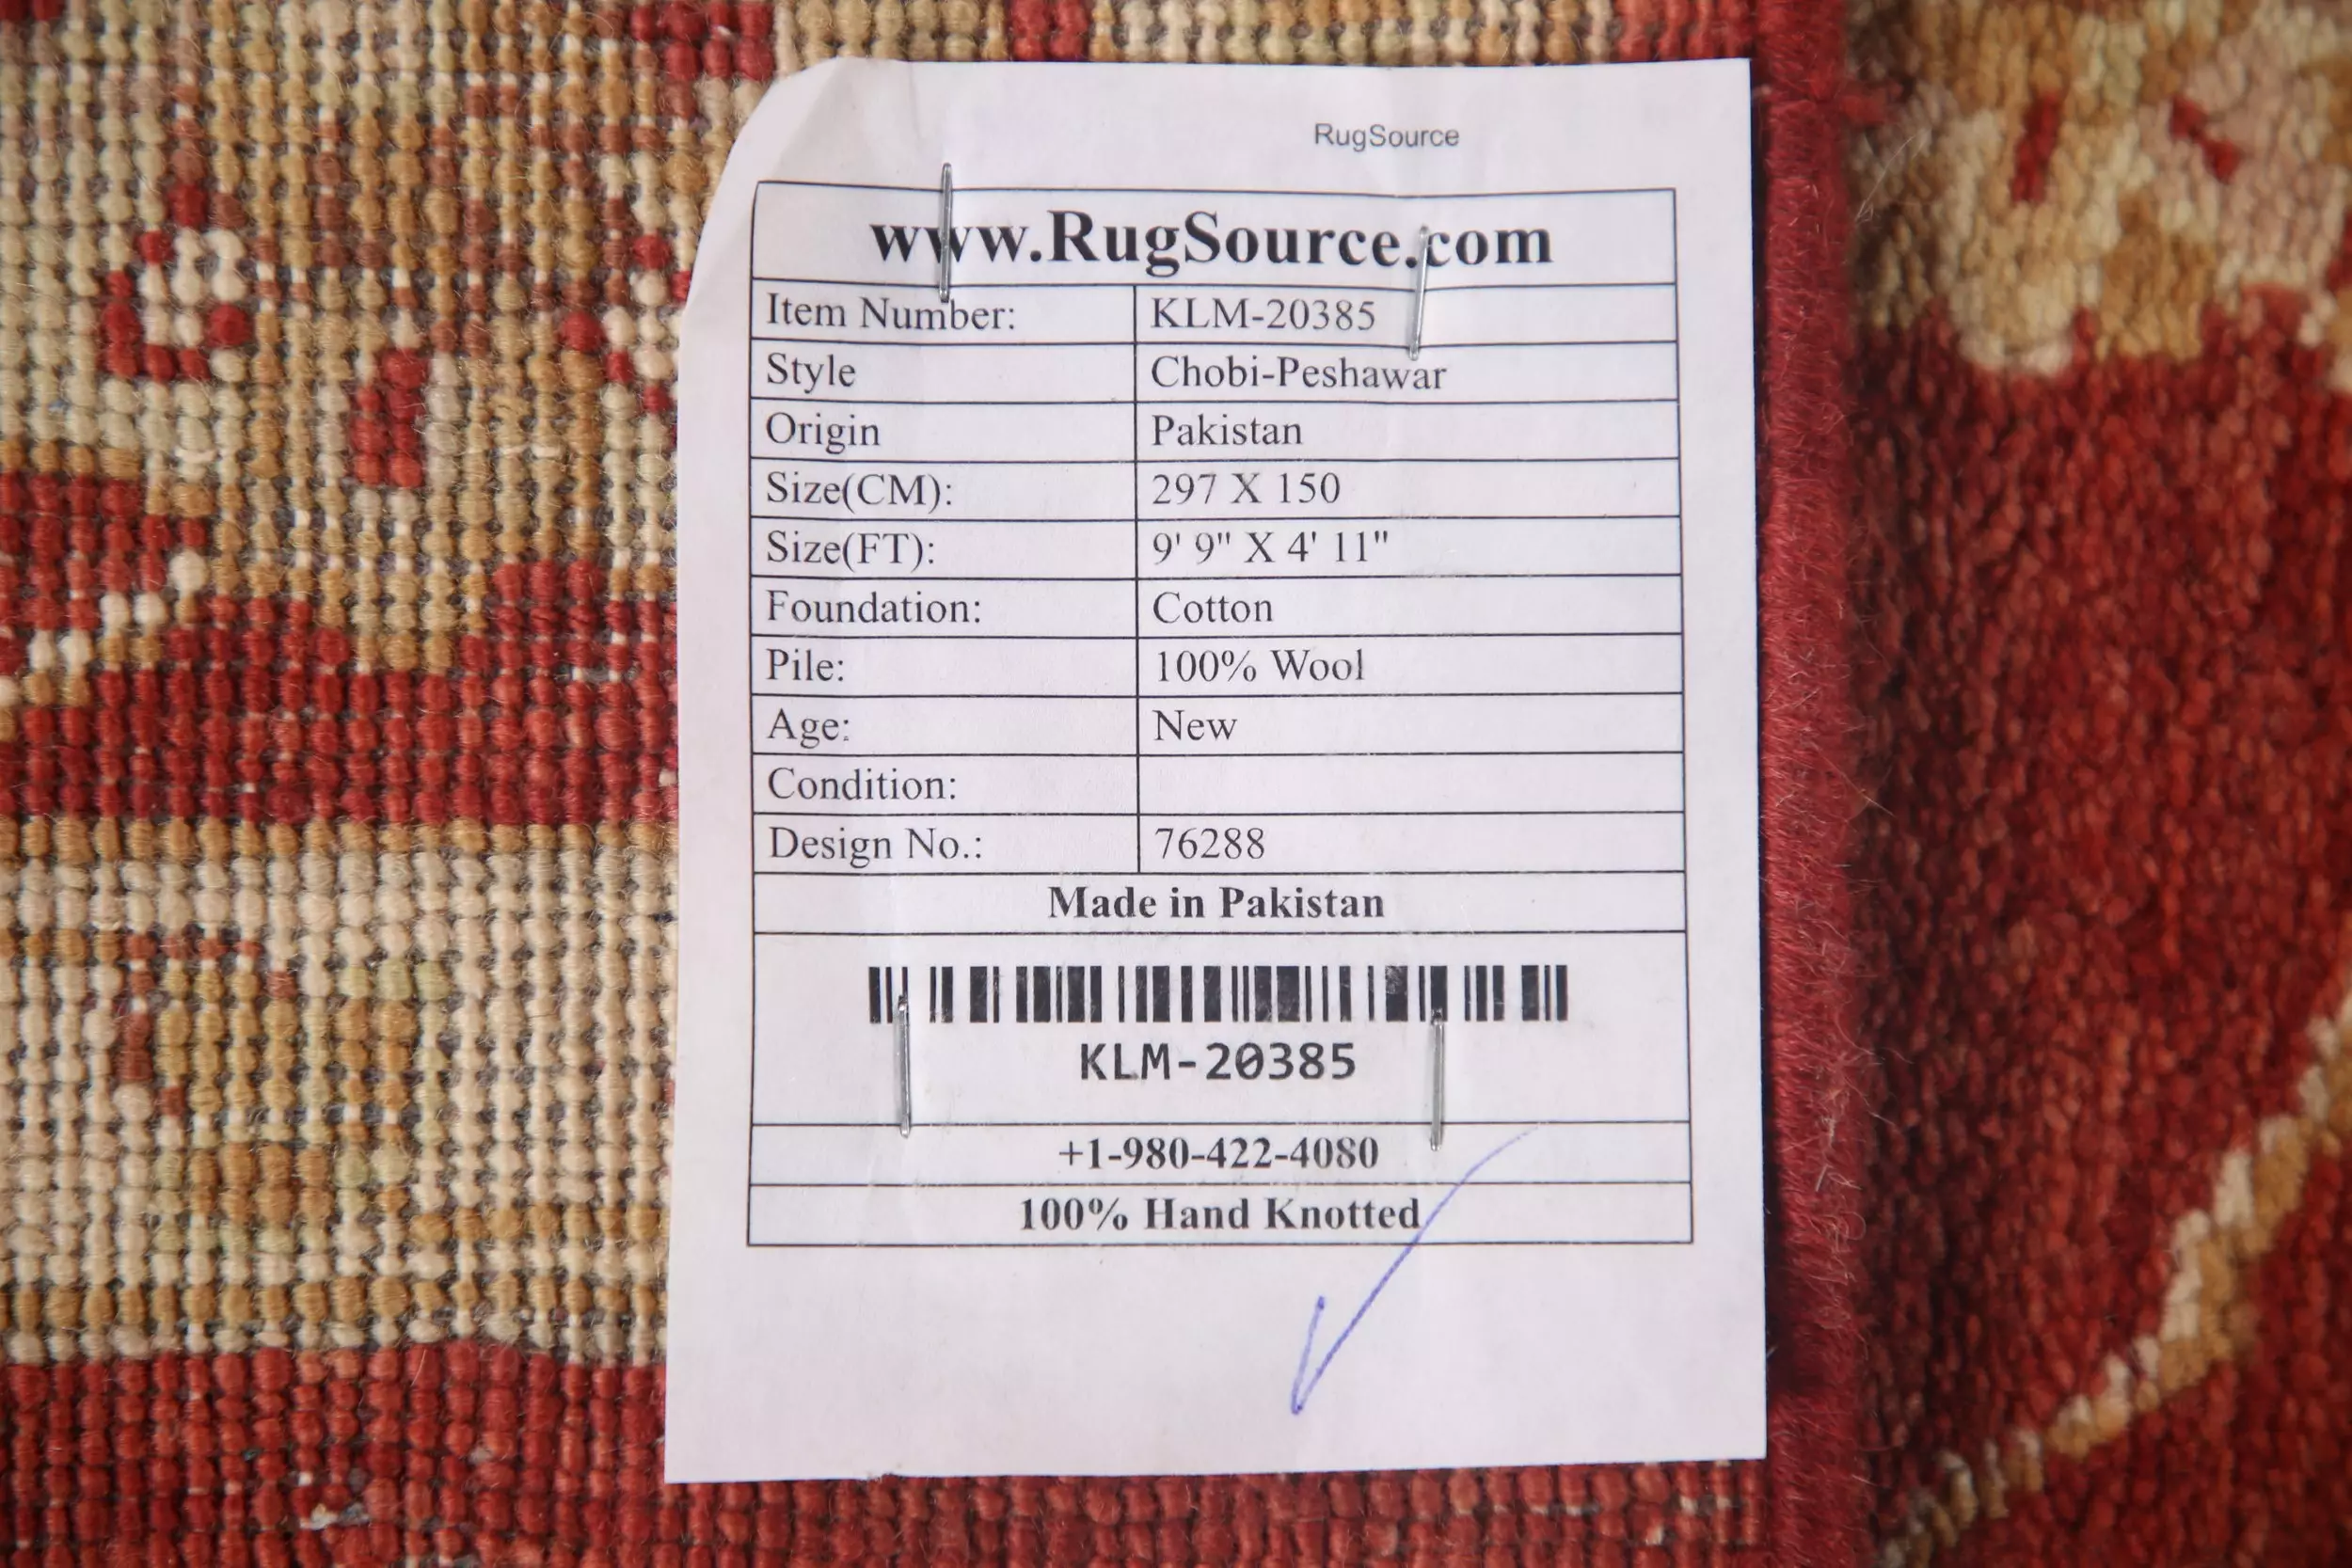 RugSource
www.RugSource.com
Item Number: KLM-20385
Style Chobi-Peshawar
Origin Pakistan
Size(CM): 297 X 150
Size(FT): 9' 9" X 4' 11"
Foundation: Cotton
Pile: 100% Wool
Age: New
Condition:
Design No.: 76288
Made in Pakistan
KLM-20385
+1-980-422-4080
100% Hand Knotted